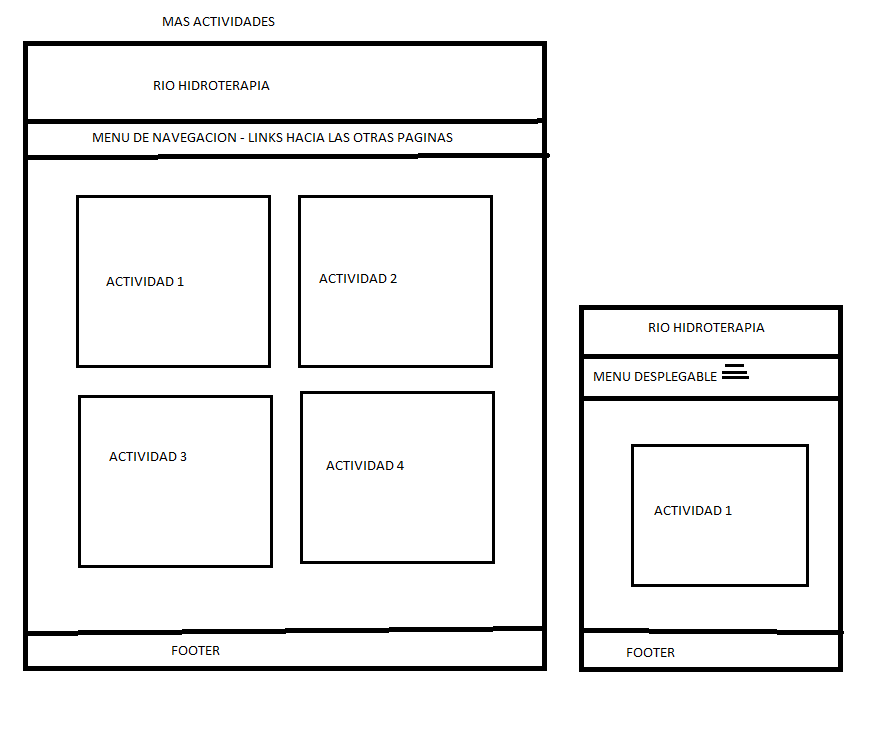 MAS ACTIVIDADES
RIO HIDROTERAPIA
MENU DE NAVEGACION - LINKS HACIA LAS OTRAS PAGINAS
ACTIVIDAD 1
ACTIVIDAD 2
ACTIVIDAD 3
ACTIVIDAD 4
FOOTER
RIO HIDROTERAPIA
MENU DESPLEGABLE
ACTIVIDAD 1
FOOTER